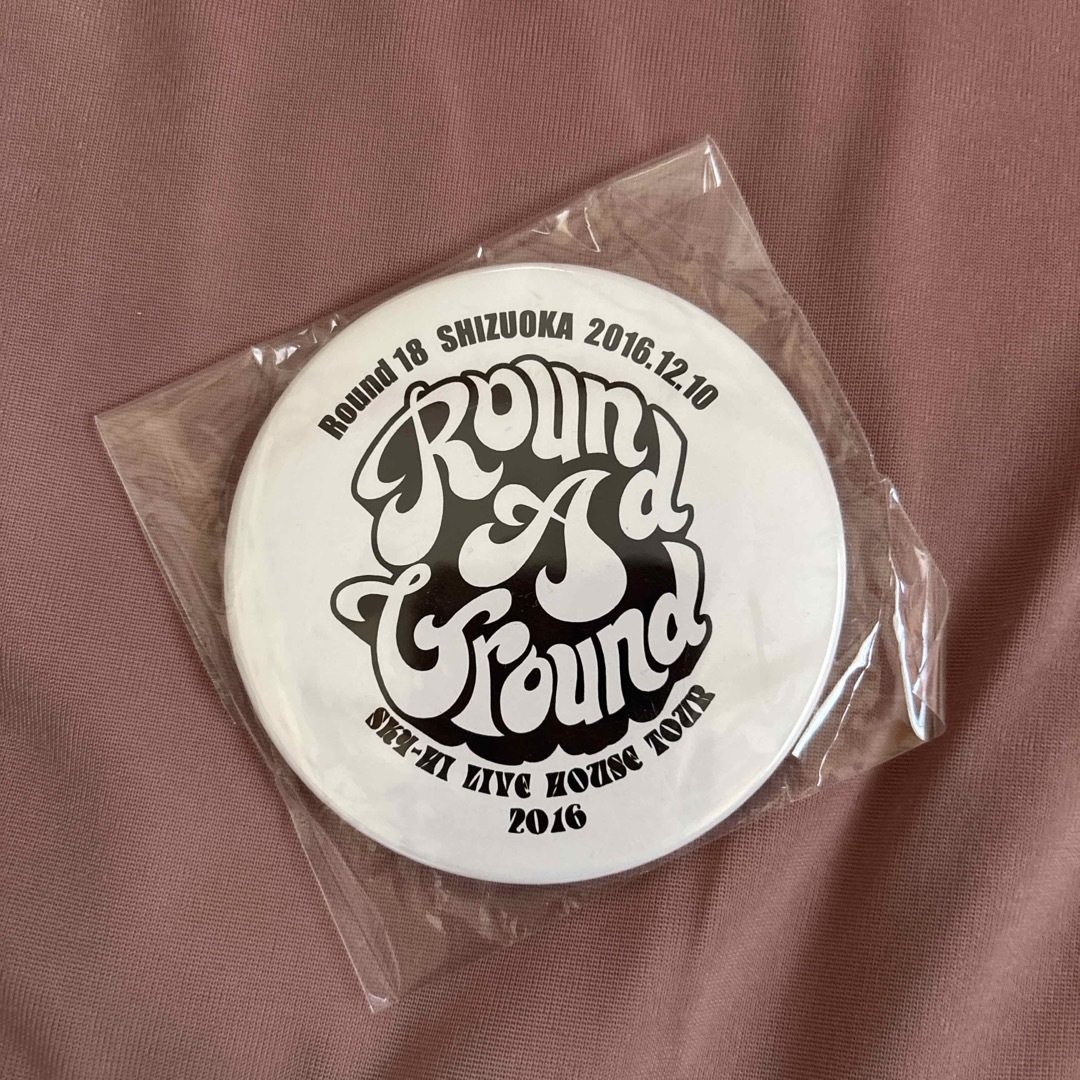 Round 18 SHIZUOKA 2016.12.10
Round
A
Ground
SKY-HI LIVE HOUSE TOUR
2016